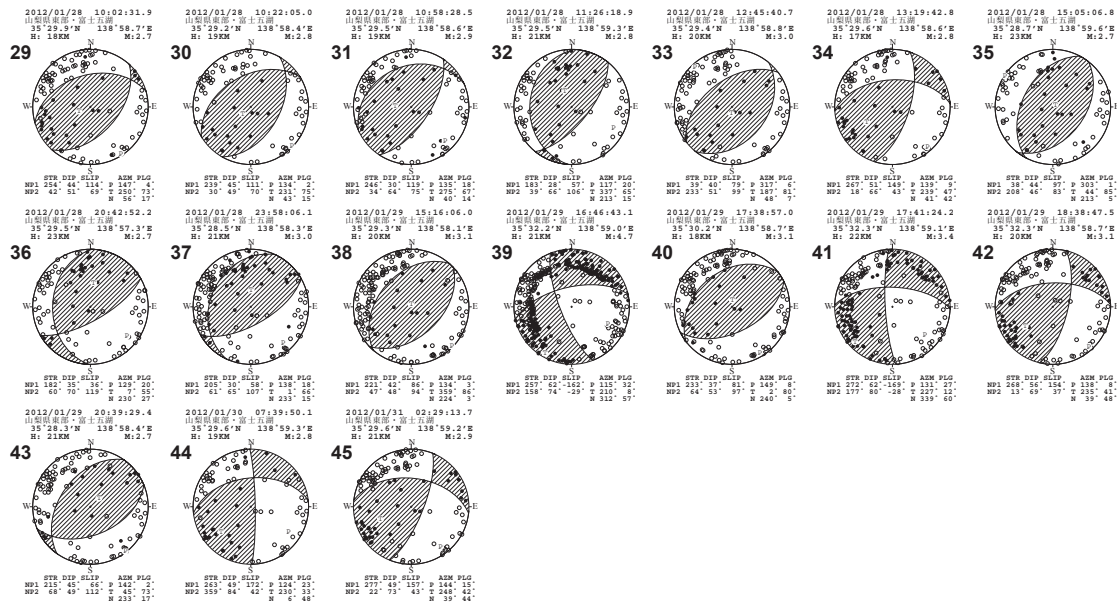 2012/01/28 10:02:31.9
山梨県東部・富士五湖
35°29.9'N 138°58.7'E
H: 18KM M:2.7
29
N
W
E
S
STR DIP SLIP AZM PLG
NP1 254° 44° 114° P 147° 4°
NP2 42° 51° 69° T 250° 73°
N 56° 17°
2012/01/28 10:22:05.0
山梨県東部・富士五湖
35°29.2'N 138°58.4'E
H: 19KM M:2.8
30
N
W
E
S
STR DIP SLIP AZM PLG
NP1 239° 45° 111° P 134° 2°
NP2 30° 49° 70° T 231° 75°
N 43° 15°
2012/01/28 10:58:28.5
山梨県東部・富士五湖
35°29.5'N 138°58.6'E
H: 19KM M:2.9
31
N
W
E
S
STR DIP SLIP AZM PLG
NP1 246° 30° 119° P 135° 18°
NP2 34° 64° 75° T 275° 67°
N 40° 14°
2012/01/28 11:26:18.9
山梨県東部・富士五湖
35°29.5'N 138°59.3'E
H: 21KM M:2.8
32
N
W
E
S
STR DIP SLIP AZM PLG
NP1 183° 28° 57° P 117° 20°
NP2 39° 66° 106° T 337° 65°
N 213° 15°
2012/01/28 12:45:40.7
山梨県東部・富士五湖
35°29.4'N 138°58.8'E
H: 20KM M:3.0
33
N
W
E
S
STR DIP SLIP AZM PLG
NP1 39° 40° 79° P 317° 6°
NP2 233° 51° 99° T 187° 81°
N 48° 7°
2012/01/28 13:19:42.8
山梨県東部・富士五湖
35°29.6'N 138°58.6'E
H: 17KM M:2.8
34
N
W
E
S
STR DIP SLIP AZM PLG
NP1 267° 51° 149° P 139° 9°
NP2 18° 67° 43° T 239° 47°
N 41° 42°
2012/01/28 15:05:06.8
山梨県東部・富士五湖
35°28.7'N 138°59.6'E
H: 23KM M:2.7
35
N
W
E
S
STR DIP SLIP AZM PLG
NP1 38° 44° 97° P 303° 1°
NP2 208° 46° 83° T 44° 85°
N 213° 5°
2012/01/28 20:42:52.2
山梨県東部・富士五湖
35°29.5'N 138°57.3'E
H: 23KM M:2.7
36
N
W
E
S
STR DIP SLIP AZM PLG
NP1 182° 35° 36° P 129° 20°
NP2 60° 70° 119° T 7° 55°
N 230° 27°
2012/01/28 23:58:06.1
山梨県東部・富士五湖
35°28.5'N 138°58.3'E
H: 21KM M:3.0
37
N
W
E
S
STR DIP SLIP AZM PLG
NP1 205° 30° 58° P 138° 18°
NP2 61° 65° 107° T 1° 66°
N 233° 15°
2012/01/29 15:16:06.0
山梨県東部・富士五湖
35°29.3'N 138°58.1'E
H: 20KM M:3.1
38
N
W
E
S
STR DIP SLIP AZM PLG
NP1 221° 42° 86° P 134° 3°
NP2 47° 48° 94° T 359° 86°
N 224° 3°
2012/01/29 16:46:43.1
山梨県東部・富士五湖
35°32.2'N 138°59.0'E
H: 21KM M:4.7
39
N
W
E
S
STR DIP SLIP AZM PLG
NP1 257° 62° -162° P 115° 32°
NP2 158° 74° -29° T 210° 8°
N 312° 57°
2012/01/29 17:38:57.0
山梨県東部・富士五湖
35°30.2'N 138°58.7'E
H: 18KM M:3.1
40
N
W
E
S
STR DIP SLIP AZM PLG
NP1 233° 37° 81° P 149° 8°
NP2 64° 53° 97° T 2° 80°
N 240° 5°
2012/01/29 17:41:24.2
山梨県東部・富士五湖
35°32.3'N 138°59.1'E
H: 22KM M:3.4
41
N
W
E
S
STR DIP SLIP AZM PLG
NP1 272° 62° -169° P 131° 27°
NP2 177° 80° -28° T 227° 12°
N 339° 60°
2012/01/29 18:38:47.5
山梨県東部・富士五湖
35°32.3'N 138°58.7'E
H: 20KM M:3.1
42
N
W
E
S
STR DIP SLIP AZM PLG
NP1 268° 56° 154° P 138° 8°
NP2 13° 69° 37° T 235° 41°
N 39° 48°
2012/01/29 20:39:29.4
山梨県東部・富士五湖
35°28.3'N 138°58.4'E
H: 21KM M:2.7
43
N
W
E
S
STR DIP SLIP AZM PLG
NP1 215° 45° 66° P 142° 2°
NP2 68° 49° 112° T 45° 73°
N 233° 17°
2012/01/30 07:39:50.1
山梨県東部・富士五湖
35°29.6'N 138°59.3'E
H: 19KM M:2.8
44
N
W
E
S
STR DIP SLIP AZM PLG
NP1 263° 49° 172° P 124° 23°
NP2 359° 84° 42° T 230° 33°
N 6° 48°
2012/01/31 02:29:13.7
山梨県東部・富士五湖
35°29.6'N 138°59.2'E
H: 21KM M:2.9
45
N
W
E
S
STR DIP SLIP AZM PLG
NP1 277° 49° 157° P 144° 15°
NP2 22° 73° 43° T 248° 42°
N 39° 44°